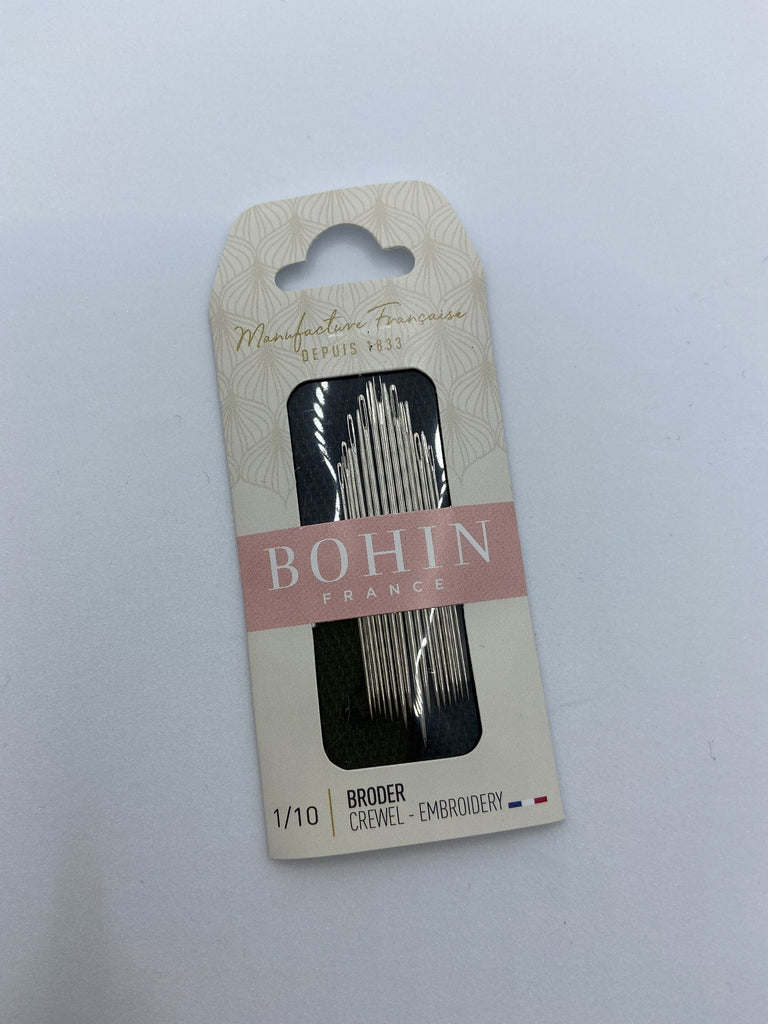 Manufacture Française
DEPUIS 1833
BOHIN
FRANCE
1/10
BRODER
CREWEL - EMBROIDERY